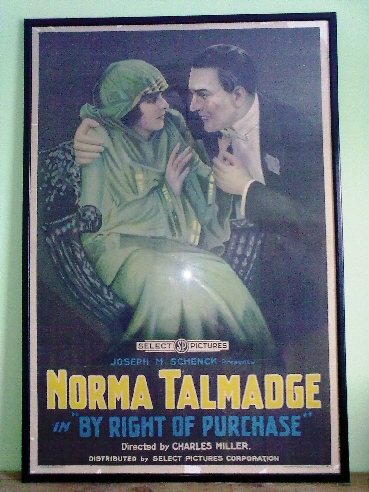 SELECT SP PICTURES
JOSEPH M. SCHENCK Presents
NORMA TALMADGE
IN "BY RIGHT OF PURCHASE"
Directed by CHARLES MILLER.
DISTRIBUTED by SELECT PICTURES CORPORATION